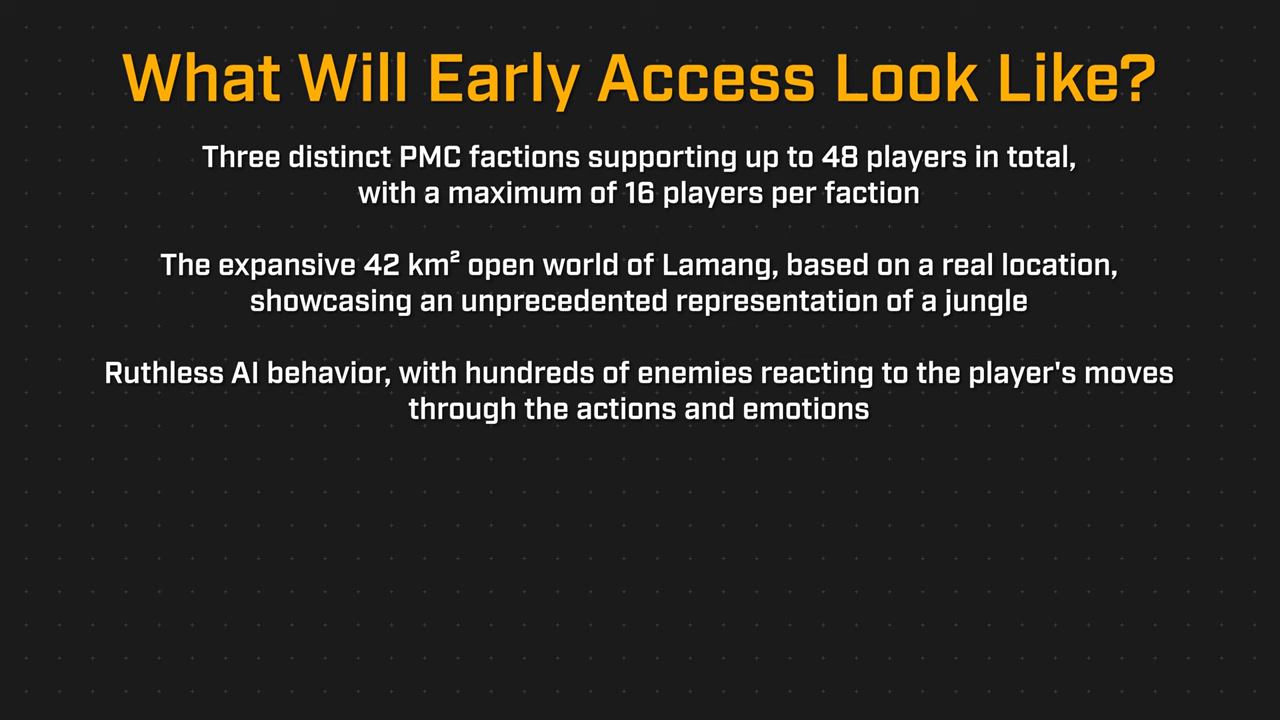 What Will Early Access Look Like?
Three distinct PMC factions supporting up to 48 players in total,
with a maximum of 16 players per faction
The expansive 42 km² open world of Lamang, based on a real location,
showcasing an unprecedented representation of a jungle
Ruthless AI behavior, with hundreds of enemies reacting to the player's moves
through the actions and emotions